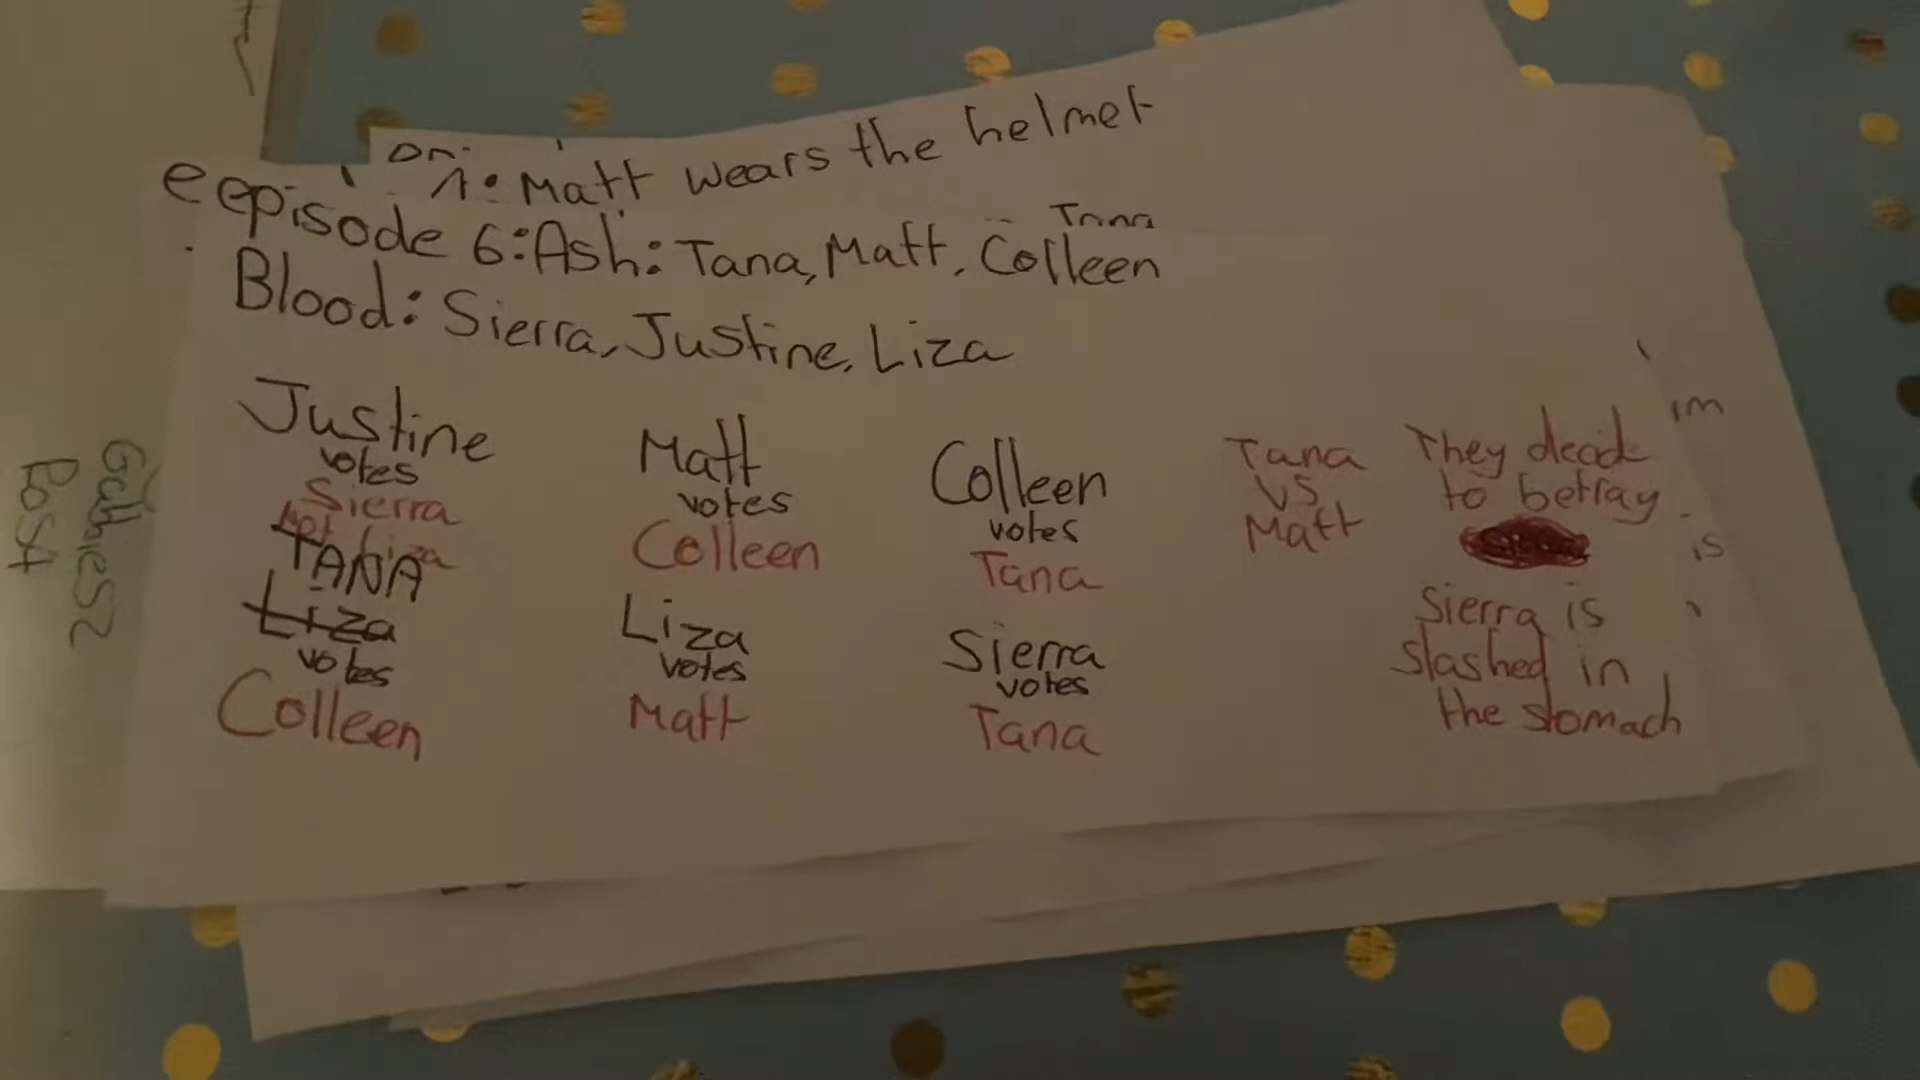 1: Matt wears the helmet
Tana
episode 6: Ash: Tana, Matt, Colleen
Blood: Sierra, Justine, Liza
Justine
votes
Sierra
TANA
Liza
votes
Colleen
Matt
votes
Colleen
Liza
votes
Matt
Colleen
votes
Tana
Sierra
votes
Tana
Tana
VS
Matt
They decide
to betray
Sierra is
slashed in
the stomach
im
is
Post